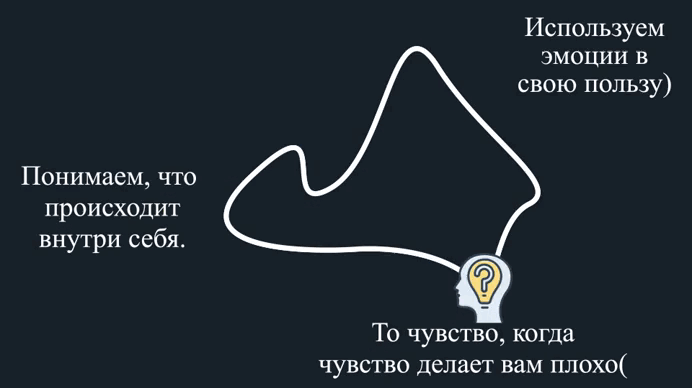 Используем
эмоции в
свою пользу)
Понимаем, что
происходит
внутри себя.
То чувство, когда
чувство делает вам плохо(